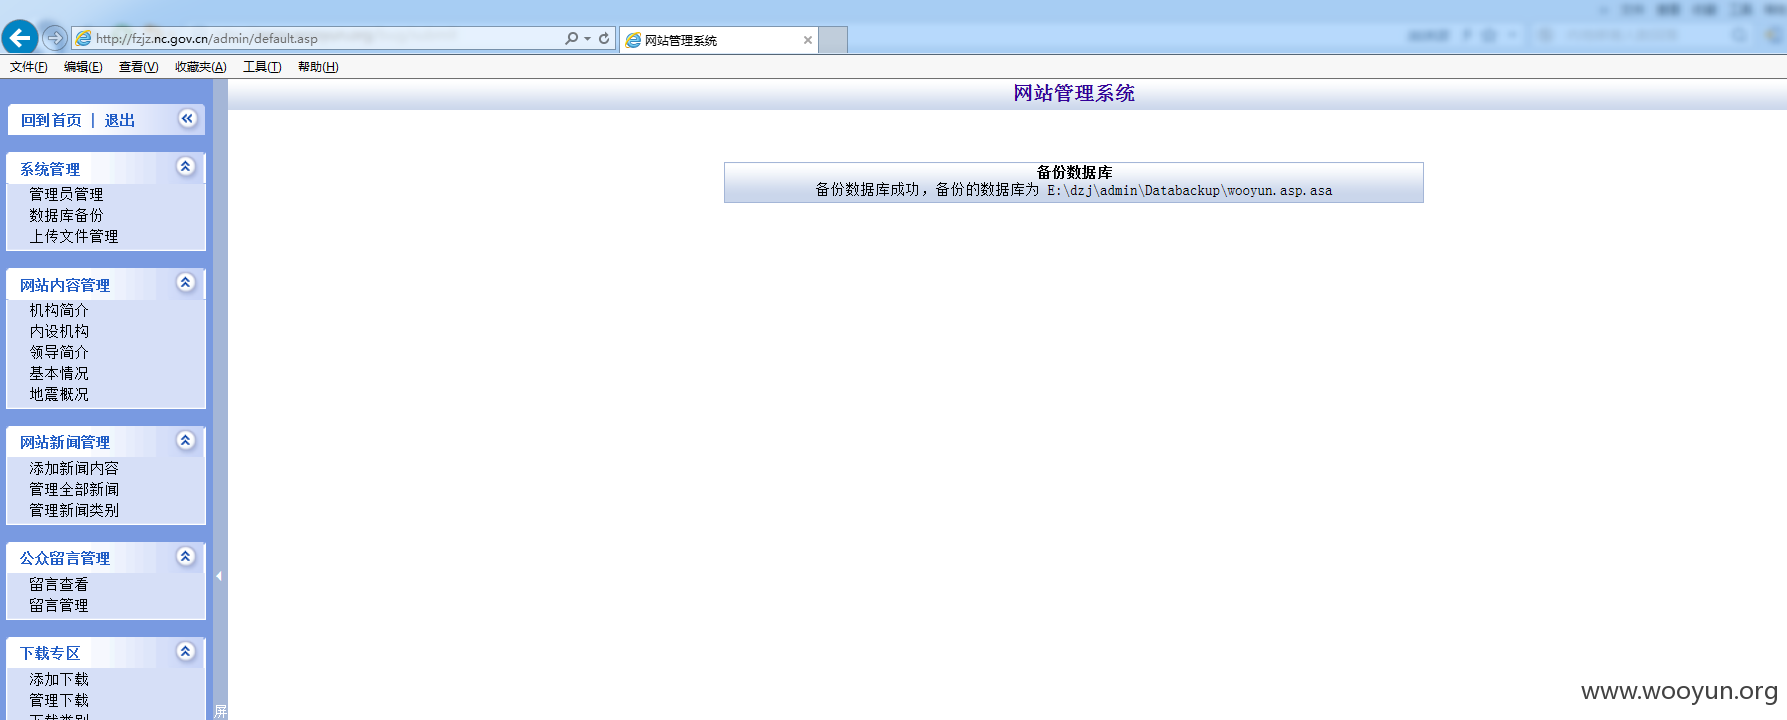 http://fzjz.nc.gov.cn/admin/default.asp
网站管理系统
文件(F) 编辑(E) 查看(V) 收藏夹(A) 工具(T) 帮助(H)
网站管理系统
回到首页 | 退出
系统管理
管理员管理
数据库备份
上传文件管理
网站内容管理
机构简介
内设机构
领导简介
基本情况
地震概况
网站新闻管理
添加新闻内容
管理全部新闻
管理新闻类别
公众留言管理
留言查看
留言管理
下载专区
添加下载
管理下载
下载类别
屏
备份数据库
备份数据库成功，备份的数据库为 E:\dzj\admin\Databackup\wooyun.asp.asa
www.wooyun.org